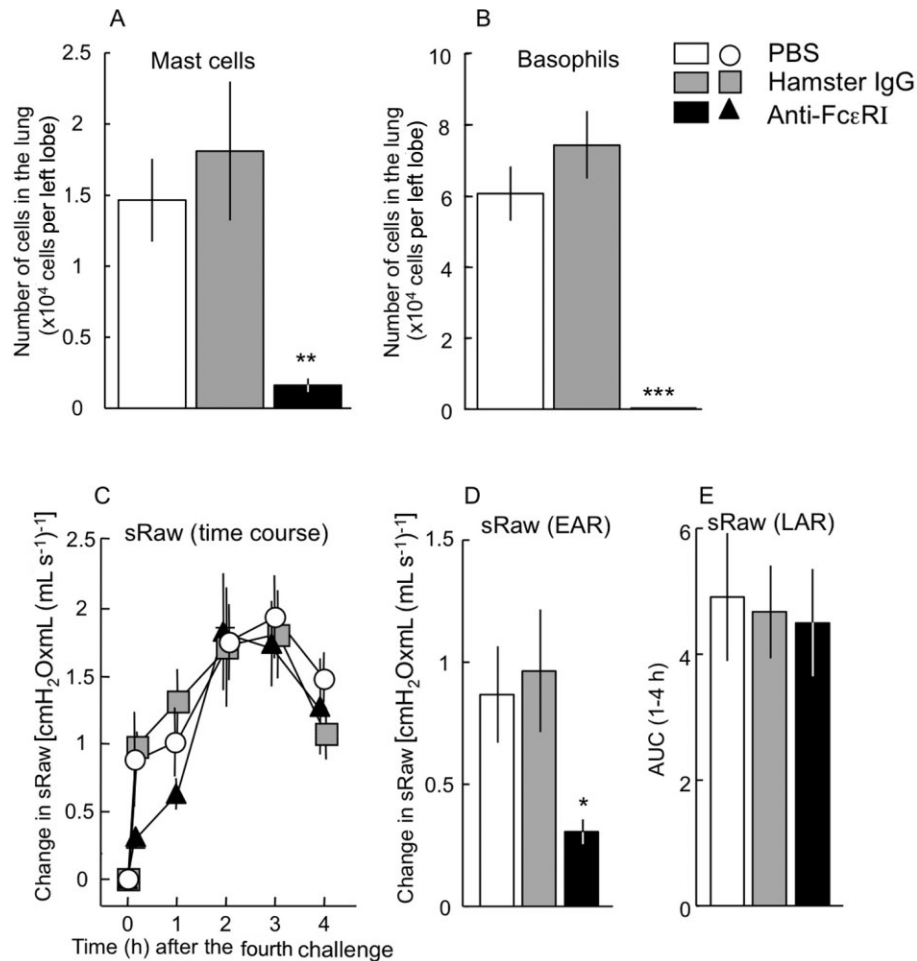 A
Mast cells
Number of cells in the lung
(x10⁴ cells per left lobe)
2.5
2
1.5
1
0.5
0
**
B
Basophils
Number of cells in the lung
(x10⁴ cells per left lobe)
10
8
6
4
2
0
***
PBS
Hamster IgG
Anti-FcεRI
C
sRaw (time course)
Change in sRaw [cmH₂OxmL (mL s⁻¹)⁻¹]
2.5
2
1.5
1
0.5
0
0 1 2 3 4
Time (h) after the fourth challenge
D
sRaw (EAR)
Change in sRaw [cmH₂OxmL (mL s⁻¹)⁻¹]
1.5
1
0.5
0
*
E
sRaw (LAR)
AUC (1-4 h)
6
4
2
0